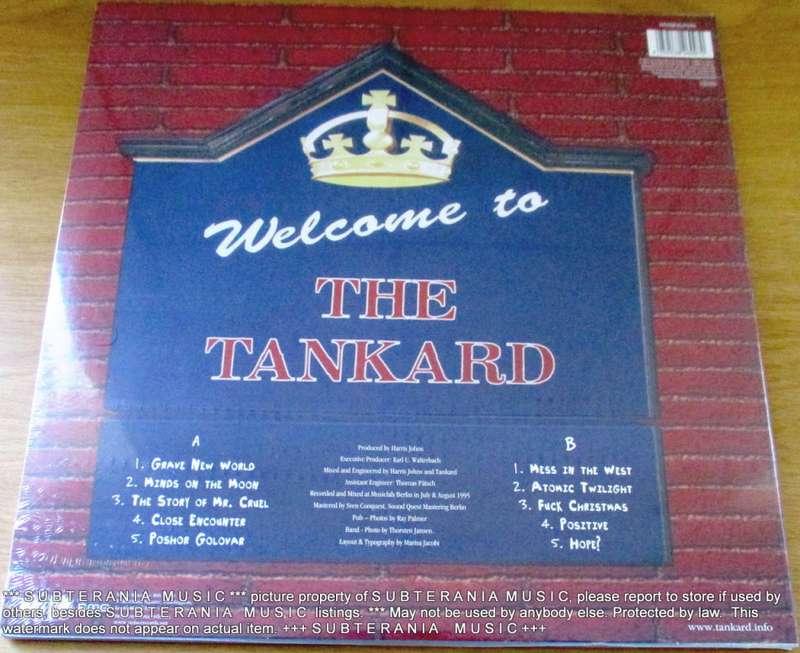 Welcome to
THE
TANKARD
A
1. Grave New World
2. Minds on the Moon
3. The Story of Mr. Cruel
4. Close Encounter
5. Poshor Golovar
Produced by Harris Johns
Executive Producer: Karl U. Walterbach
Mixed and Engineered by Harris Johns and Tankard
Assistant Engineer: Thomas Pätsch
Recorded and Mixed at Musiclab Berlin in July & August 1995
Mastered by Sven Conquest, Sound Quest Mastering Berlin
Pub – Photos by Ray Palmer
Band - Photo by Thorsten Jansen.
Layout & Typography by Marisa Jacobi
B
1. Mess in the West
2. Atomic Twilight
3. Fuck Christmas
4. Positive
5. Hope?
*** S U B T E R A N I A   M U S I C *** picture property of S U B T E R A N I A  M U S I C, please report to store if used by
others, besides S U B T E R A N I A   M U S I C  listings. *** May not be used by anybody else. Protected by law.  This
watermark does not appear on actual item. +++ S U B T E R A N I A   M U S I C +++
www.tankard.info